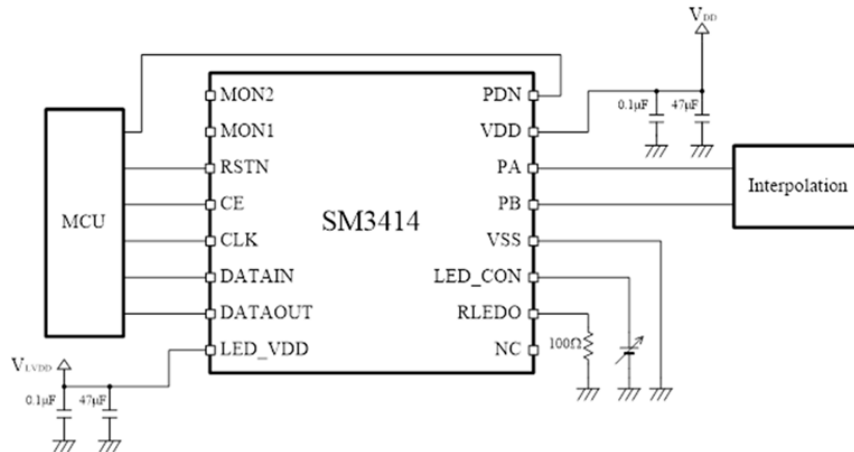 VDD
MON2
PDN
0.1µF
47µF
MON1
VDD
RSTN
PA
Interpolation
MCU
CE
SM3414
PB
CLK
VSS
DATAIN
LED_CON
DATAOUT
RLEDO
100Ω
LED_VDD
NC
VLVDD
0.1µF
47µF